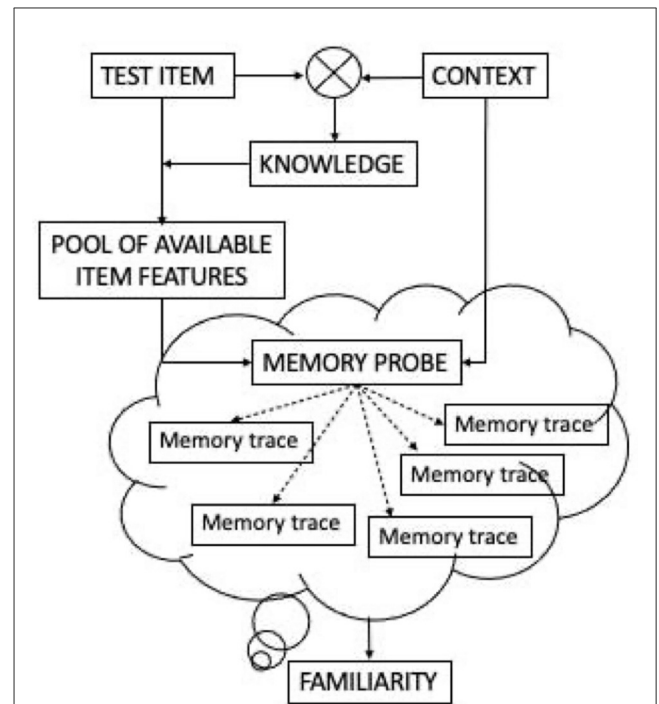 TEST ITEM
CONTEXT
KNOWLEDGE
POOL OF AVAILABLE
ITEM FEATURES
MEMORY PROBE
Memory trace
Memory trace
Memory trace
Memory trace
Memory trace
FAMILIARITY